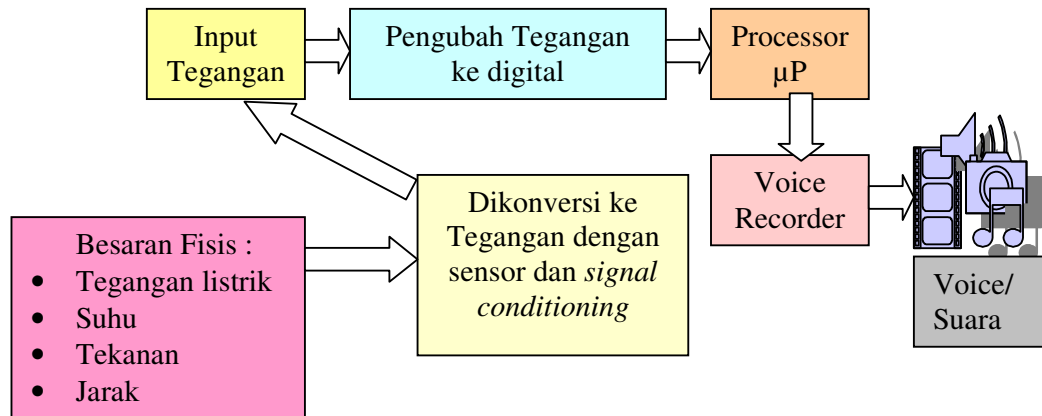 Input
Tegangan
Pengubah Tegangan
ke digital
Processor
µP
Voice
Recorder
Dikonversi ke
Tegangan dengan
sensor dan signal
conditioning
Besaran Fisis :
• Tegangan listrik
• Suhu
• Tekanan
• Jarak
Voice/
Suara